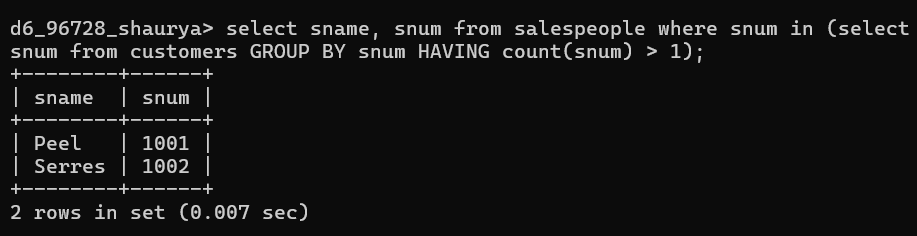 d6_96728_shaurya> select sname, snum from salespeople where snum in (select
snum from customers GROUP BY snum HAVING count(snum) > 1);
+--------+------+
| sname  | snum |
+--------+------+
| Peel   | 1001 |
| Serres | 1002 |
+--------+------+
2 rows in set (0.007 sec)